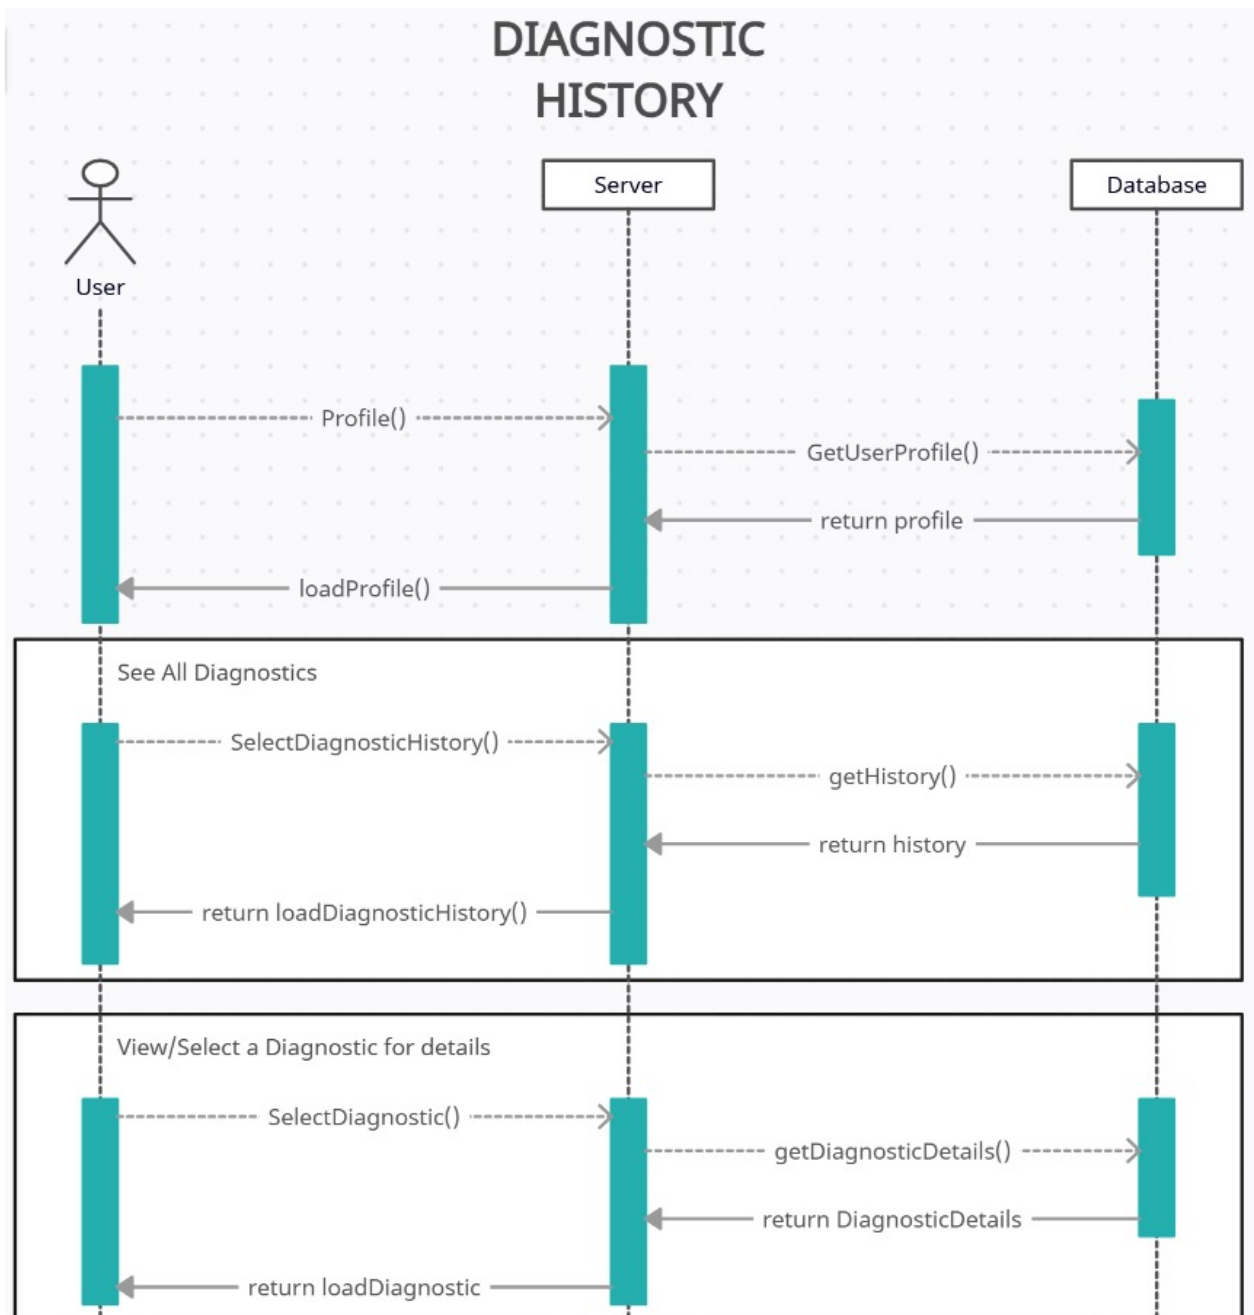 DIAGNOSTIC
HISTORY
Server
Database
User
Profile()
GetUserProfile()
return profile
loadProfile()
See All Diagnostics
SelectDiagnosticHistory()
getHistory()
return history
return loadDiagnosticHistory()
View/Select a Diagnostic for details
SelectDiagnostic()
getDiagnosticDetails()
return DiagnosticDetails
return loadDiagnostic